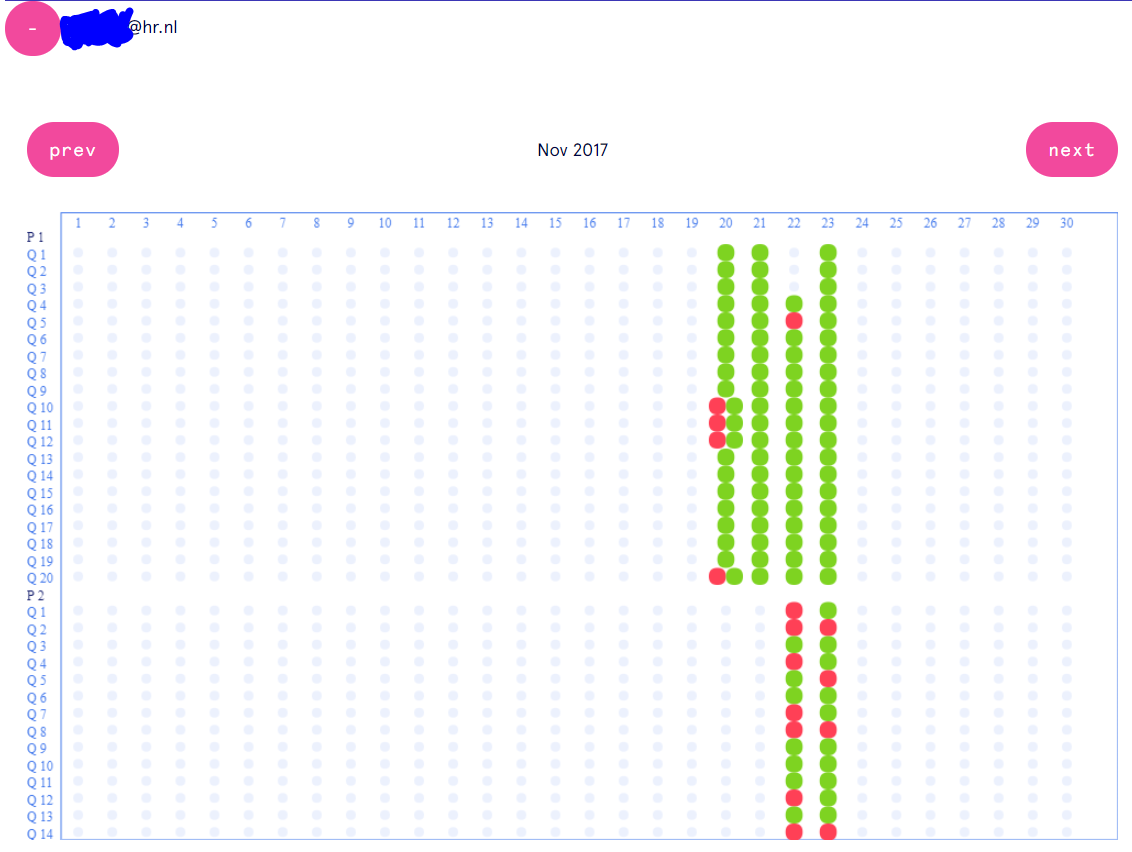 - @hr.nl
prev Nov 2017 next
1 2 3 4 5 6 7 8 9 10 11 12 13 14 15 16 17 18 19 20 21 22 23 24 25 26 27 28 29 30
P 1
Q 1
Q 2
Q 3
Q 4
Q 5
Q 6
Q 7
Q 8
Q 9
Q 10
Q 11
Q 12
Q 13
Q 14
Q 15
Q 16
Q 17
Q 18
Q 19
Q 20
P 2
Q 1
Q 2
Q 3
Q 4
Q 5
Q 6
Q 7
Q 8
Q 9
Q 10
Q 11
Q 12
Q 13
Q 14